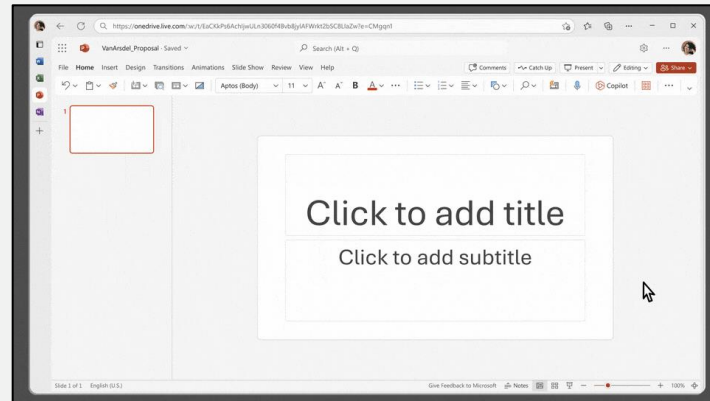 https://onedrive.live.com
VanArsdel_Proposal - Saved
Search (Alt + Q)
File Home Insert Design Transitions Animations Slide Show Review View Help
Comments Catch Up Present Editing Share
Aptos (Body) 11 A A B A Copilot
1
Click to add title
Click to add subtitle
Slide 1 of 1 English (U.S.)
Give Feedback to Microsoft Notes 100%